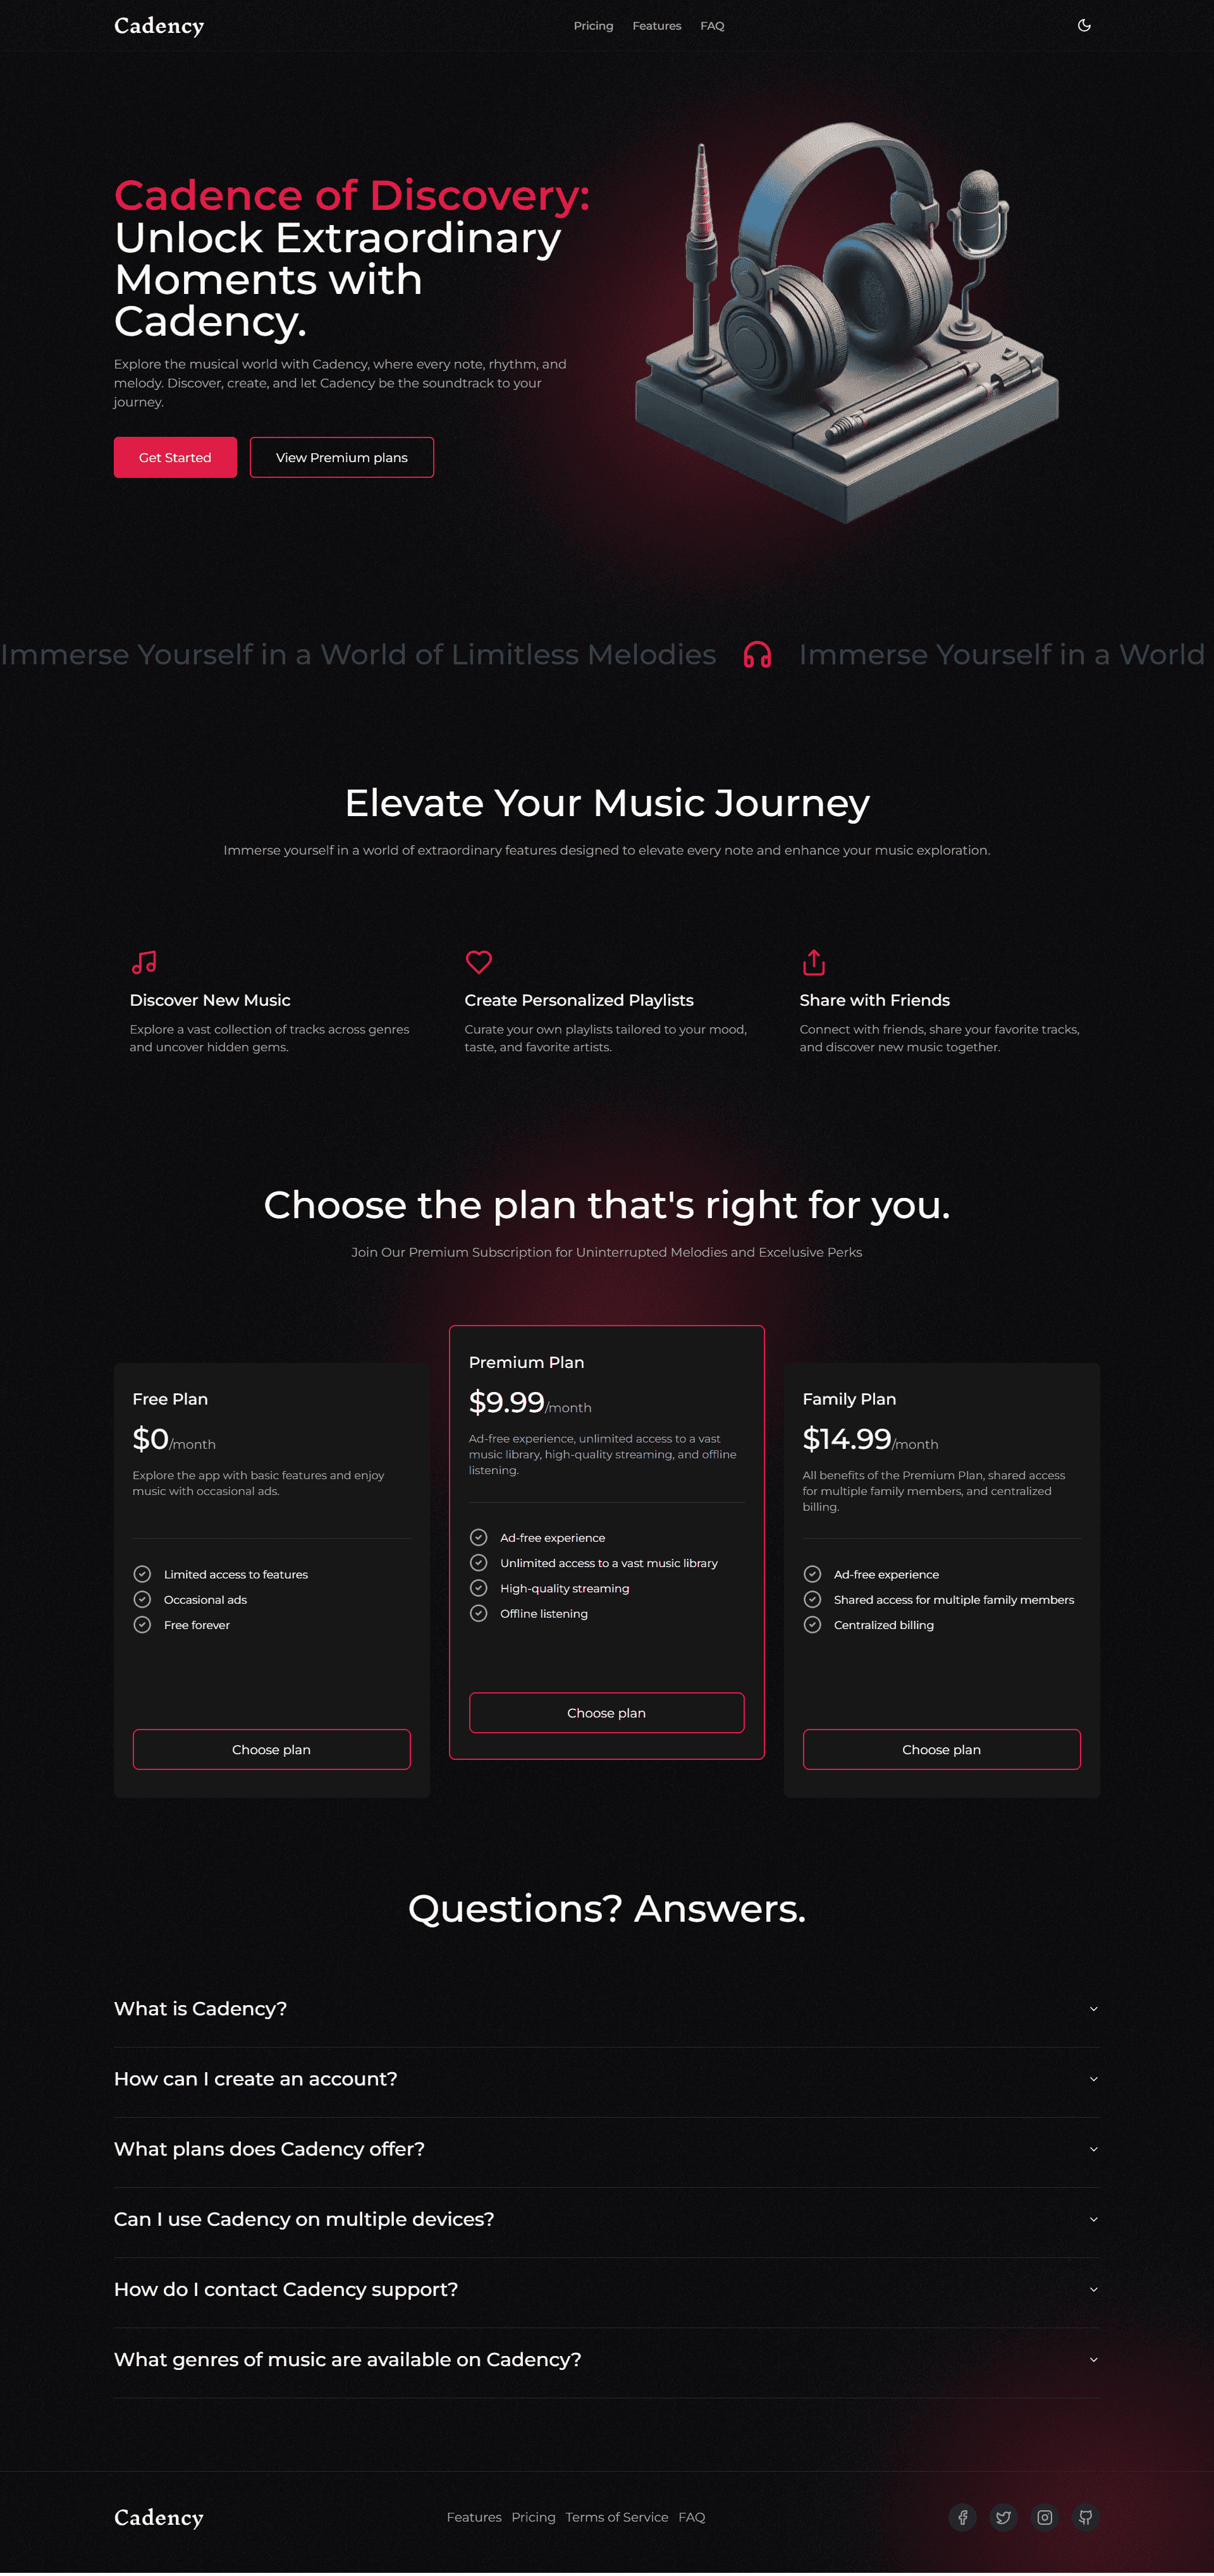 Cadency
Pricing Features FAQ
Cadence of Discovery:
Unlock Extraordinary
Moments with
Cadency.
Explore the musical world with Cadency, where every note, rhythm, and
melody. Discover, create, and let Cadency be the soundtrack to your
journey.
Get Started
View Premium plans
Immerse Yourself in a World of Limitless Melodies
Immerse Yourself in a World
Elevate Your Music Journey
Immerse yourself in a world of extraordinary features designed to elevate every note and enhance your music exploration.
Discover New Music
Explore a vast collection of tracks across genres
and uncover hidden gems.
Create Personalized Playlists
Curate your own playlists tailored to your mood,
taste, and favorite artists.
Share with Friends
Connect with friends, share your favorite tracks,
and discover new music together.
Choose the plan that's right for you.
Join Our Premium Subscription for Uninterrupted Melodies and Excelusive Perks
Free Plan
$0/month
Explore the app with basic features and enjoy
music with occasional ads.
Limited access to features
Occasional ads
Free forever
Choose plan
Premium Plan
$9.99/month
Ad-free experience, unlimited access to a vast
music library, high-quality streaming, and offline
listening.
Ad-free experience
Unlimited access to a vast music library
High-quality streaming
Offline listening
Choose plan
Family Plan
$14.99/month
All benefits of the Premium Plan, shared access
for multiple family members, and centralized
billing.
Ad-free experience
Shared access for multiple family members
Centralized billing
Choose plan
Questions? Answers.
What is Cadency?
How can I create an account?
What plans does Cadency offer?
Can I use Cadency on multiple devices?
How do I contact Cadency support?
What genres of music are available on Cadency?
Cadency
Features Pricing Terms of Service FAQ